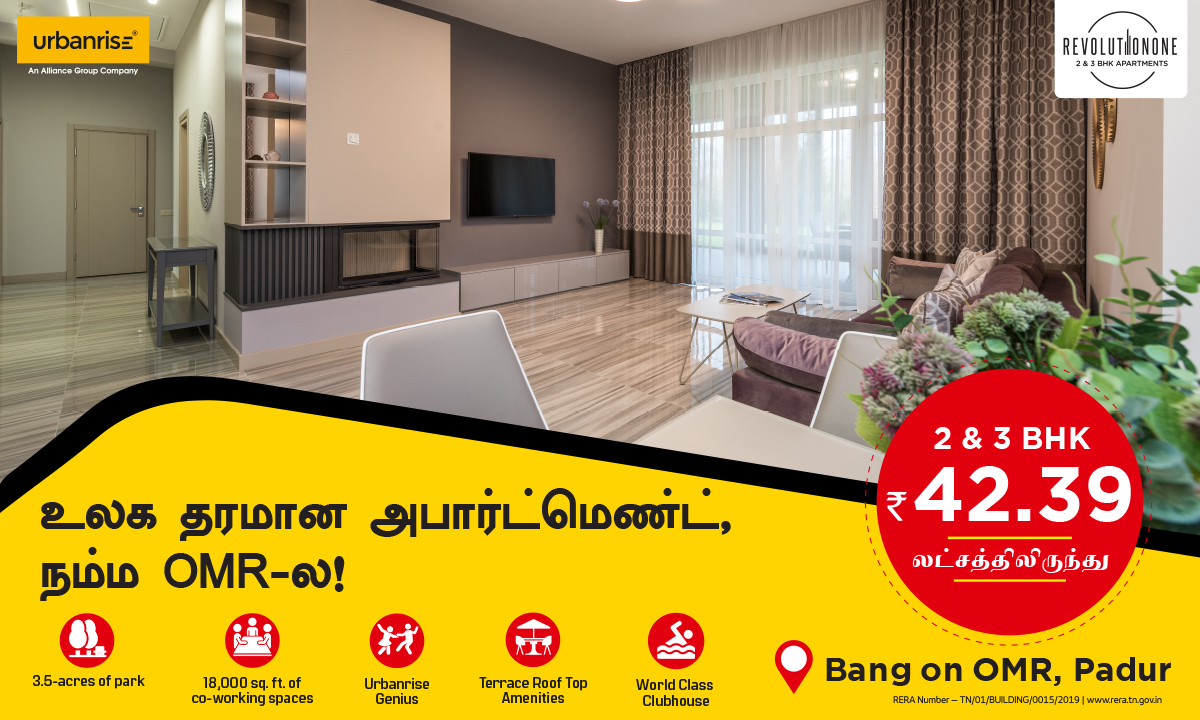 urbanrise
An Alliance Group Company
REVOLUTIONONE
2 & 3 BHK APARTMENTS
உலக தரமான அபார்ட்மெண்ட்,
நம்ம OMR-ல!
2 & 3 BHK
₹42.39
லட்சத்திலிருந்து
3.5-acres of park
18,000 sq. ft. of
co-working spaces
Urbanrise
Genius
Terrace Roof Top
Amenities
World Class
Clubhouse
Bang on OMR, Padur
RERA Number – TN/01/BUILDING/0015/2019 | www.rera.tn.gov.in